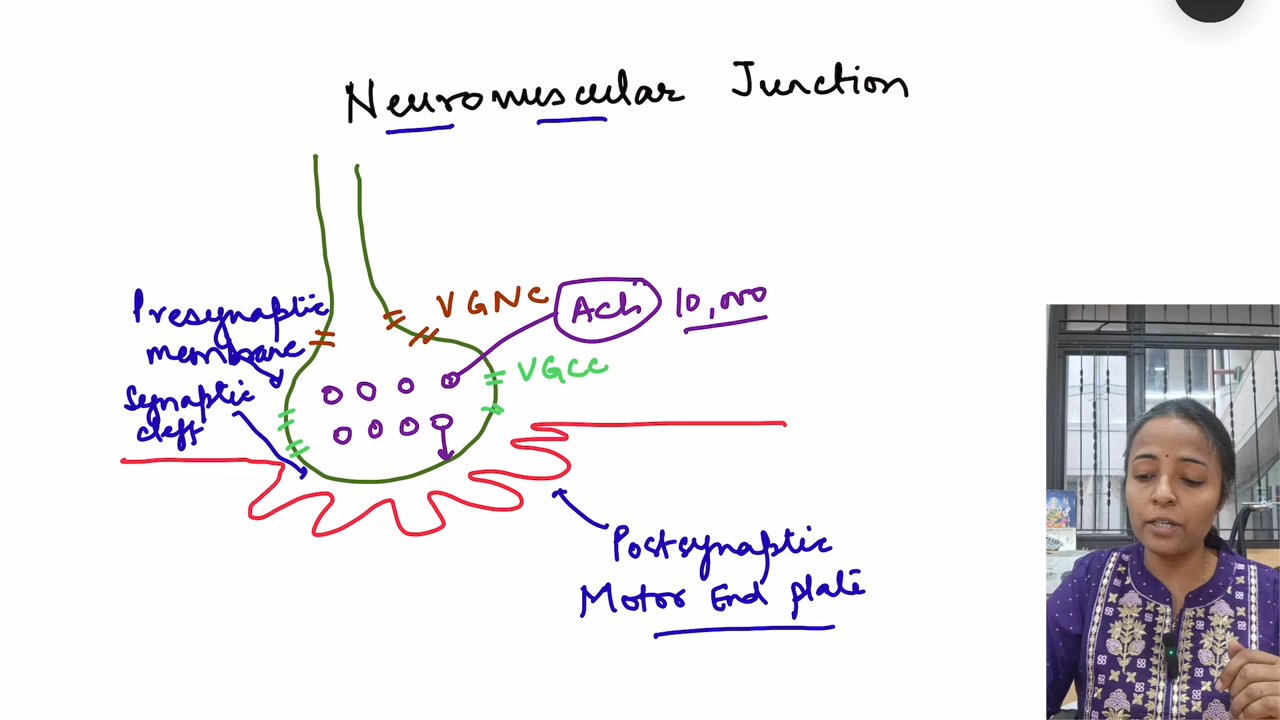 Neuromuscular Junction
Presynaptic
membrane
Synaptic
cleft
VGNC
Ach 10,000
VGCC
Postsynaptic
Motor End plate